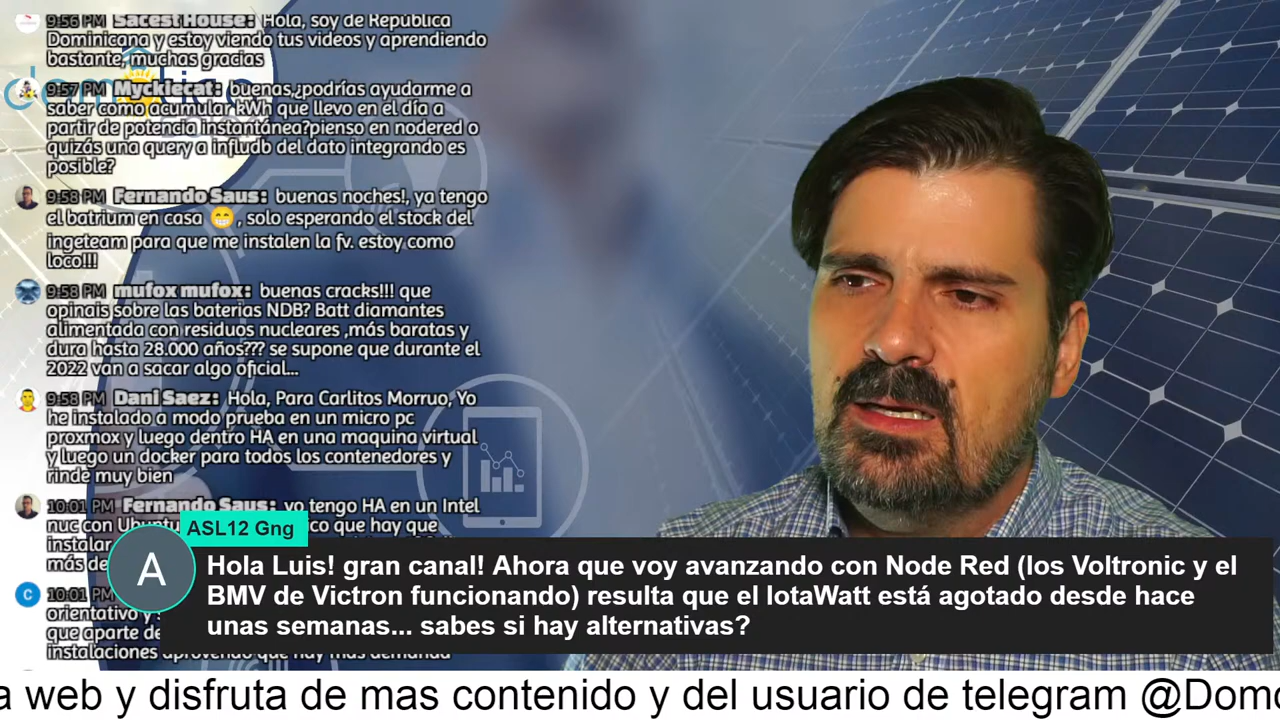 9:56 PM Sacest House: Hola, soy de República
Dominicana y estoy viendo tus videos y aprendiendo
bastante, muchas gracias
9:57 PM Mycklecat: buenas,¿podrías ayudarme a
saber como acumular kWh que llevo en el día a
partir de potencia instantánea?pienso en nodered o
quizás una query a infludb del dato integrando es
posible?
9:58 PM Fernando Saus: buenas noches!, ya tengo
el batrium en casa 😁, solo esperando el stock del
ingeteam para que me instalen la fv. estoy como
loco!!!
9:58 PM mufox mufox: buenas cracks!!! que
opinais sobre las baterias NDB? Batt diamantes
alimentada con residuos nucleares ,más baratas y
dura hasta 28.000 años??? se supone que durante el
2022 van a sacar algo oficial...
9:58 PM Dani Saez: Hola, Para Carlitos Morruo, Yo
he instalado a modo prueba en un micro pc
proxmox y luego dentro HA en una maquina virtual
y luego un docker para todos los contenedores y
rinde muy bien
10:01 PM Fernando Saus: yo tengo HA en un Intel
nuc con que hay que
instalar
más
C 10:01 PM
orientativo y
que aparte de
instalaciones aprovendo que hay más demanda
ASL12 Gng
A
Hola Luis! gran canal! Ahora que voy avanzando con Node Red (los Voltronic y el
BMV de Victron funcionando) resulta que el IotaWatt está agotado desde hace
unas semanas... sabes si hay alternativas?
a web y disfruta de mas contenido y del usuario de telegram @Domo